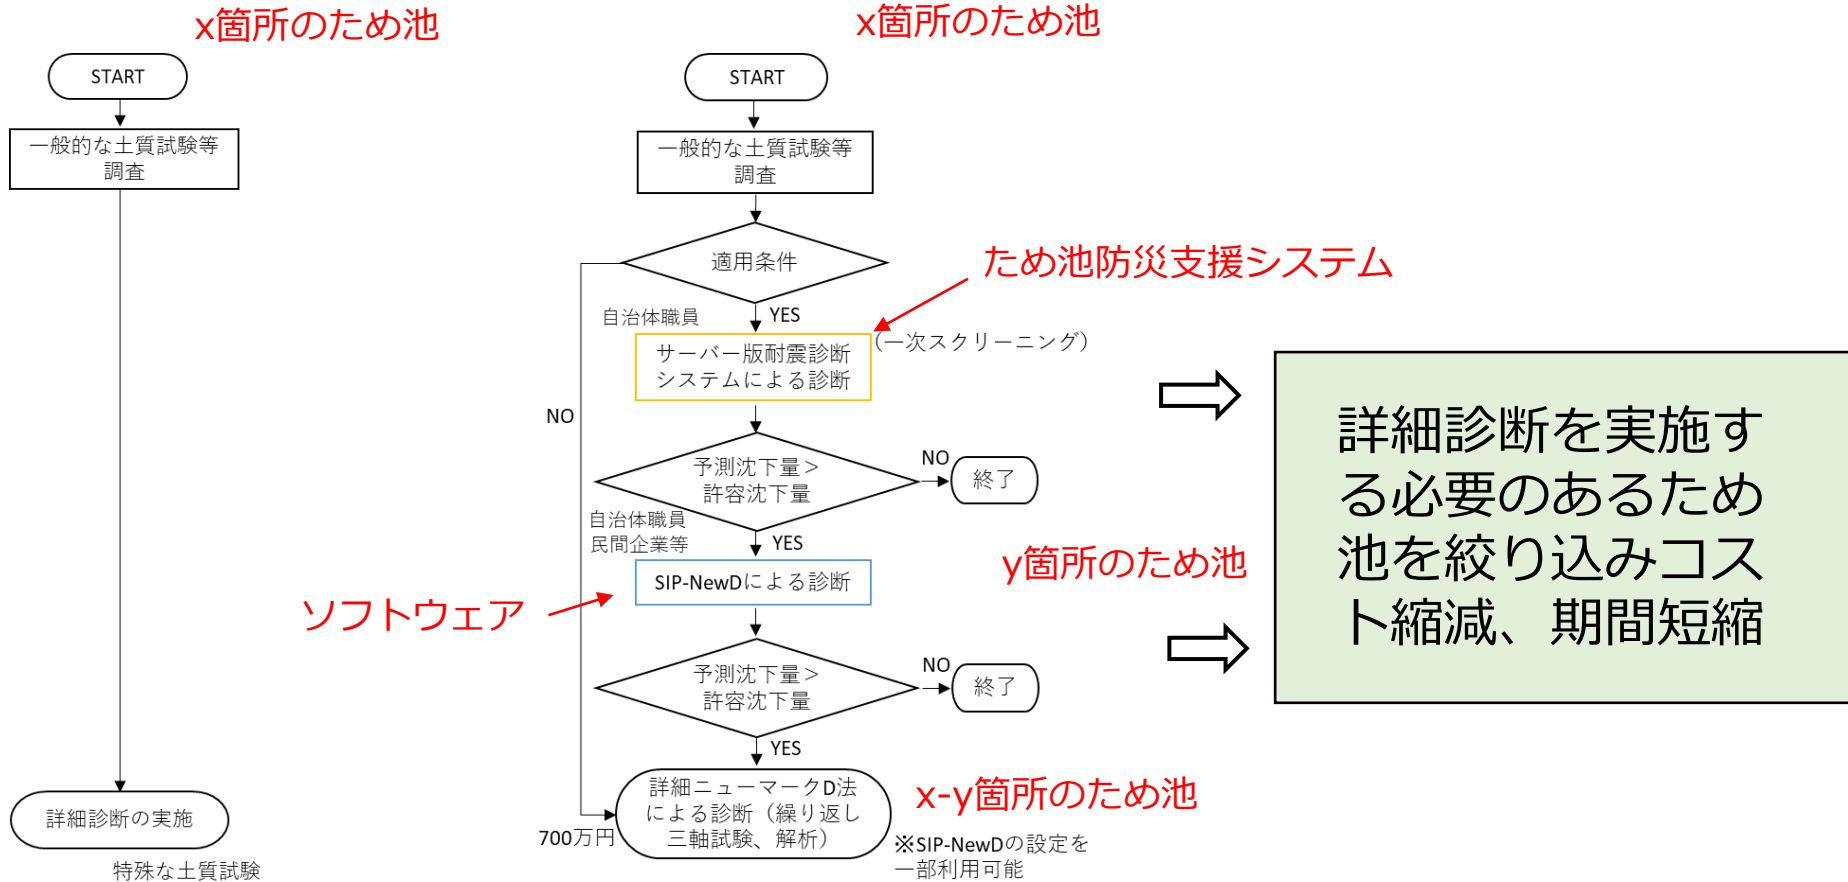 x箇所のため池
START
一般的な土質試験等
調査
詳細診断の実施
特殊な土質試験
x箇所のため池
START
一般的な土質試験等
調査
適用条件
ため池防災支援システム
自治体職員
YES
(一次スクリーニング)
サーバー版耐震診断
システムによる診断
NO
予測沈下量>
許容沈下量
NO
終了
自治体職員
民間企業等
YES
y箇所のため池
SIP-NewDによる診断
ソフトウェア
予測沈下量>
許容沈下量
NO
終了
YES
詳細ニューマークD法
による診断（繰り返し
三軸試験、解析）
x-y箇所のため池
700万円
※SIP-NewDの設定を
一部利用可能
詳細診断を実施す
る必要のあるため
池を絞り込みコス
ト縮減、期間短縮